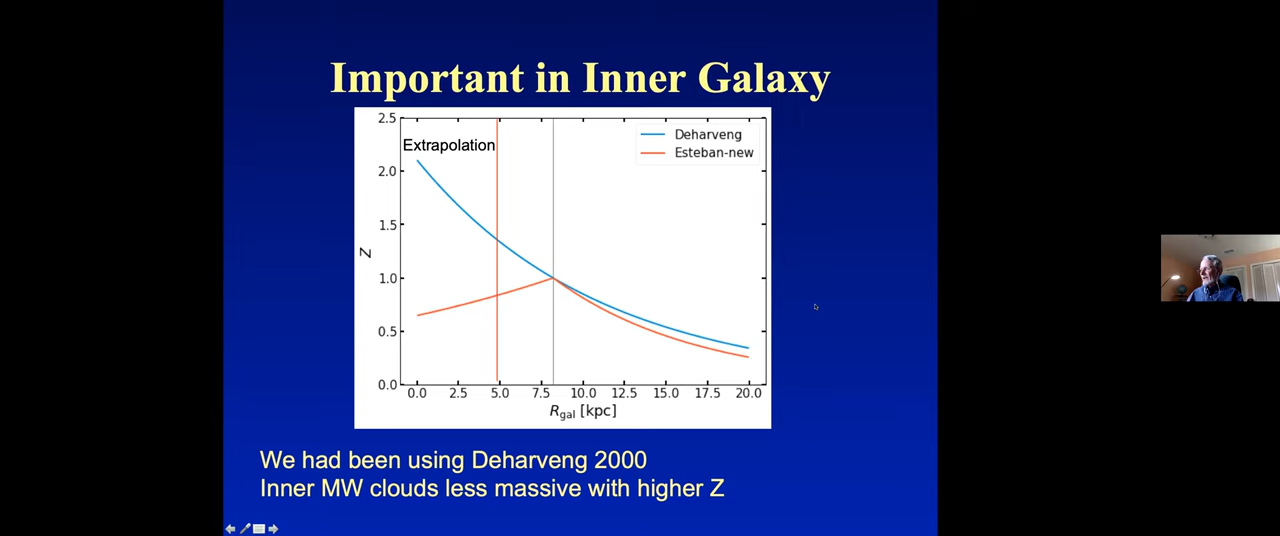 Important in Inner Galaxy
2.5
2.0
1.5
1.0
0.5
0.0
Z
Extrapolation
Deharveng
Esteban-new
0.0 2.5 5.0 7.5 10.0 12.5 15.0 17.5 20.0
Rgal [kpc]
We had been using Deharveng 2000
Inner MW clouds less massive with higher Z